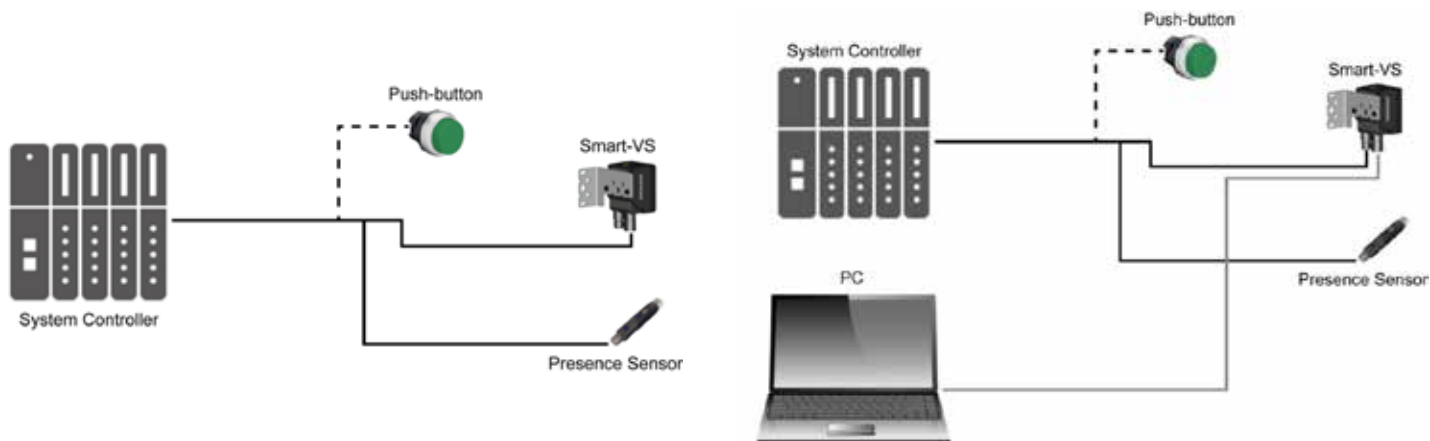 Push-button
Smart-VS
System Controller
Presence Sensor
Push-button
System Controller
Smart-VS
Presence Sensor
PC